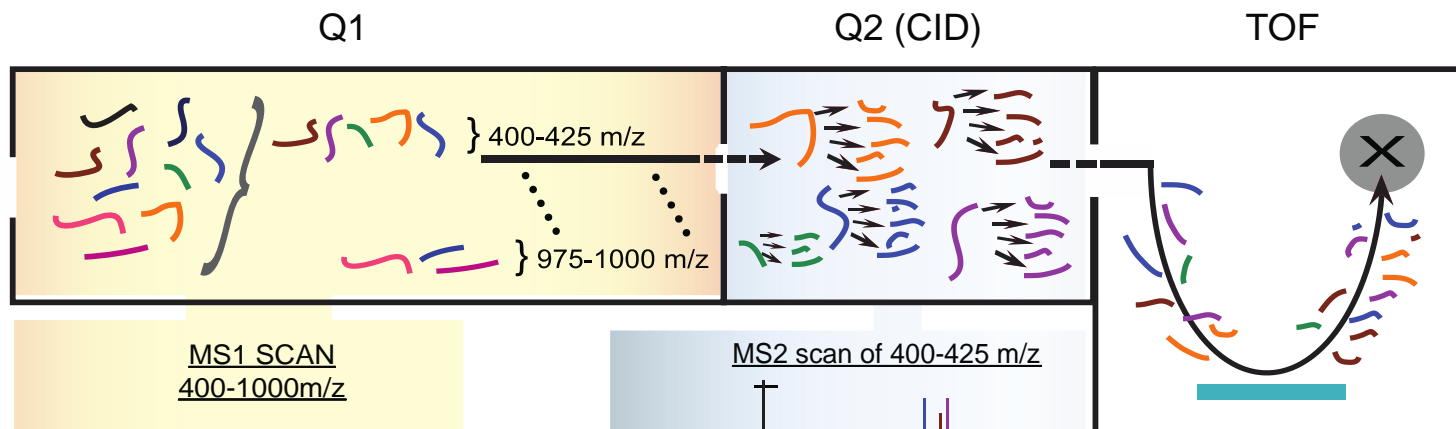 Q1
Q2 (CID)
TOF
} 400-425 m/z
} 975-1000 m/z
X
MS1 SCAN
400-1000m/z
MS2 scan of 400-425 m/z